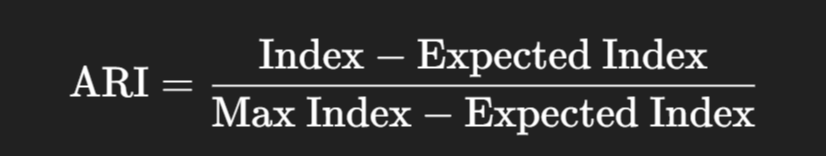 ARI = Index − Expected Index
Max Index − Expected Index